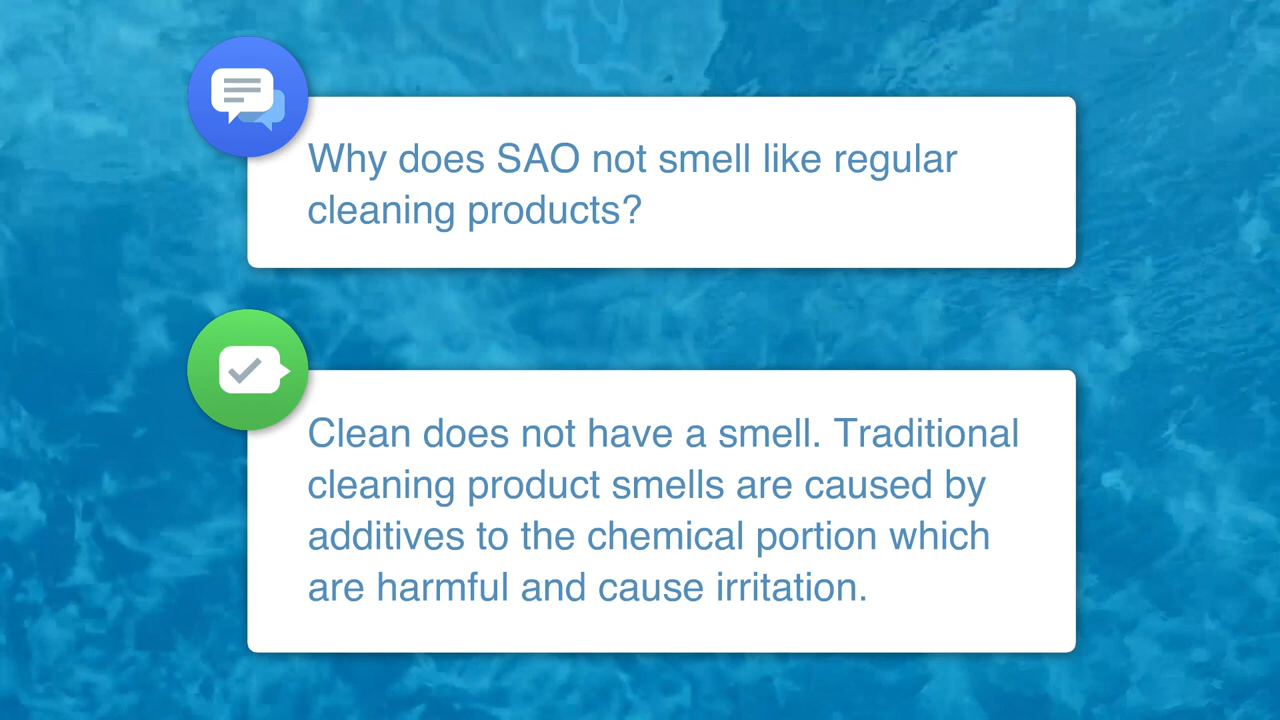 Why does SAO not smell like regular
cleaning products?
Clean does not have a smell. Traditional
cleaning product smells are caused by
additives to the chemical portion which
are harmful and cause irritation.